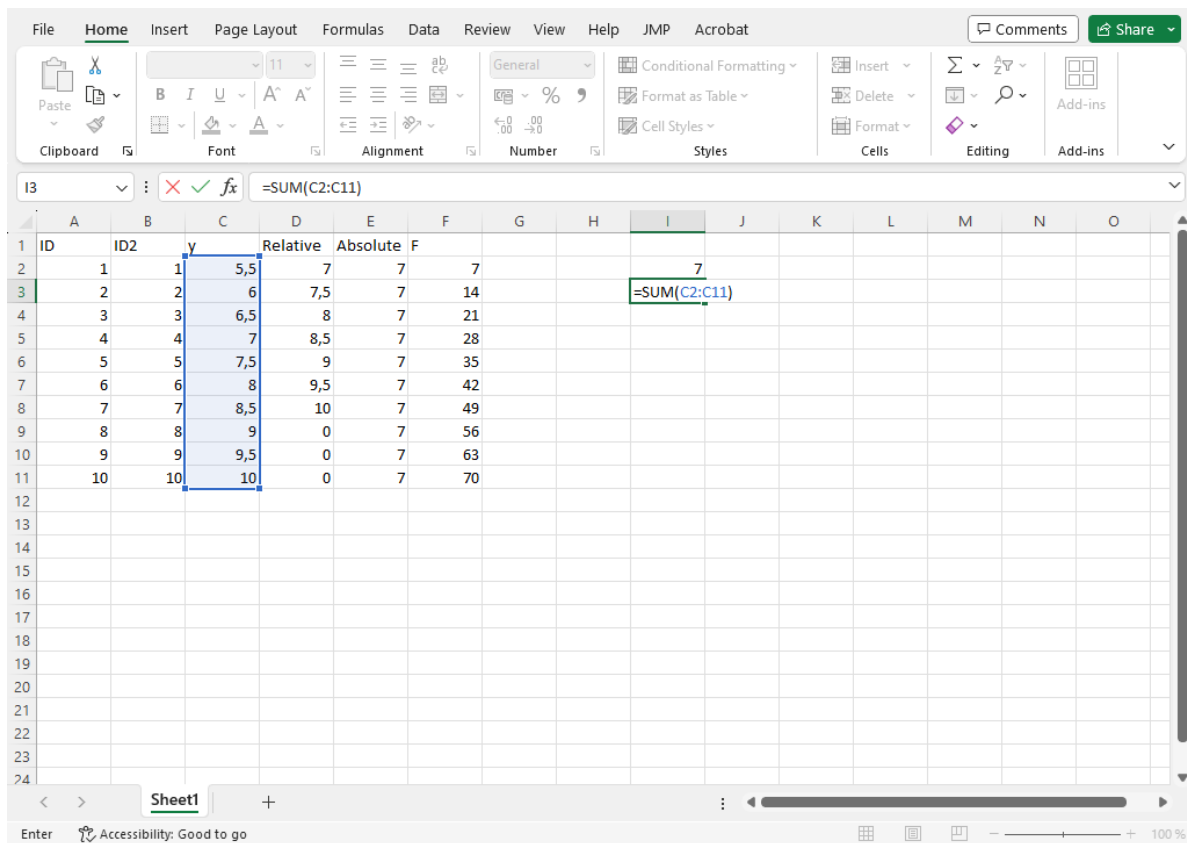 File Home Insert Page Layout Formulas Data Review View Help JMP Acrobat Comments Share
11 ab General Conditional Formatting Insert
Paste B I U A A % 9 Format as Table Delete Add-ins
A Cell Styles Format
Clipboard Font Alignment Number Styles Cells Editing Add-ins
I3 fx =SUM(C2:C11)
A B C D E F G H I J K L M N O
1 ID ID2 y Relative Absolute F
2 1 1 5,5 7 7 7 7
3 2 2 6 7,5 7 14 =SUM(C2:C11)
4 3 3 6,5 8 7 21
5 4 4 7 8,5 7 28
6 5 5 7,5 9 7 35
7 6 6 8 9,5 7 42
8 7 7 8,5 10 7 49
9 8 8 9 0 7 56
10 9 9 9,5 0 7 63
11 10 10 10 0 7 70
12
13
14
15
16
17
18
19
20
21
22
23
24
Sheet1
Enter Accessibility: Good to go 100 %